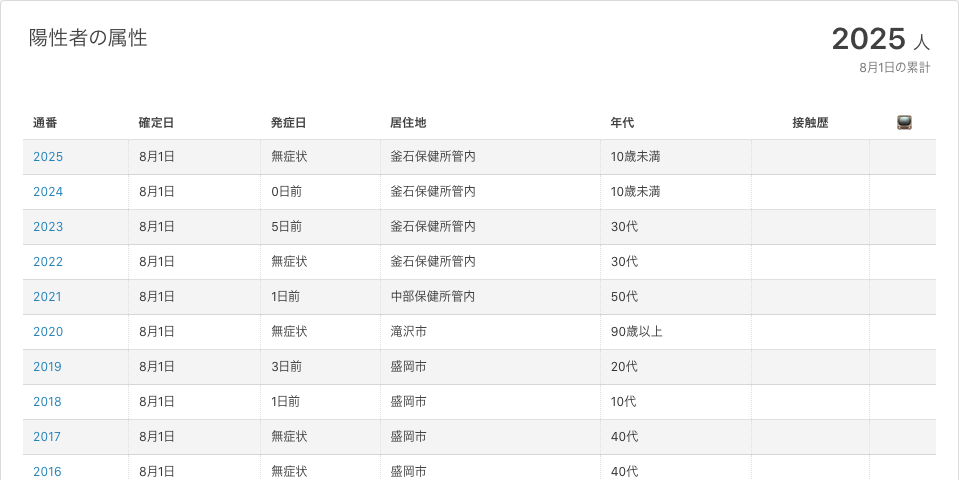 陽性者の属性
2025 人
8月1日の累計
通番 確定日 発症日 居住地 年代 接触歴
2025 8月1日 無症状 釜石保健所管内 10歳未満
2024 8月1日 0日前 釜石保健所管内 10歳未満
2023 8月1日 5日前 釜石保健所管内 30代
2022 8月1日 無症状 釜石保健所管内 30代
2021 8月1日 1日前 中部保健所管内 50代
2020 8月1日 無症状 滝沢市 90歳以上
2019 8月1日 3日前 盛岡市 20代
2018 8月1日 1日前 盛岡市 10代
2017 8月1日 無症状 盛岡市 40代
2016 8月1日 無症状 盛岡市 40代